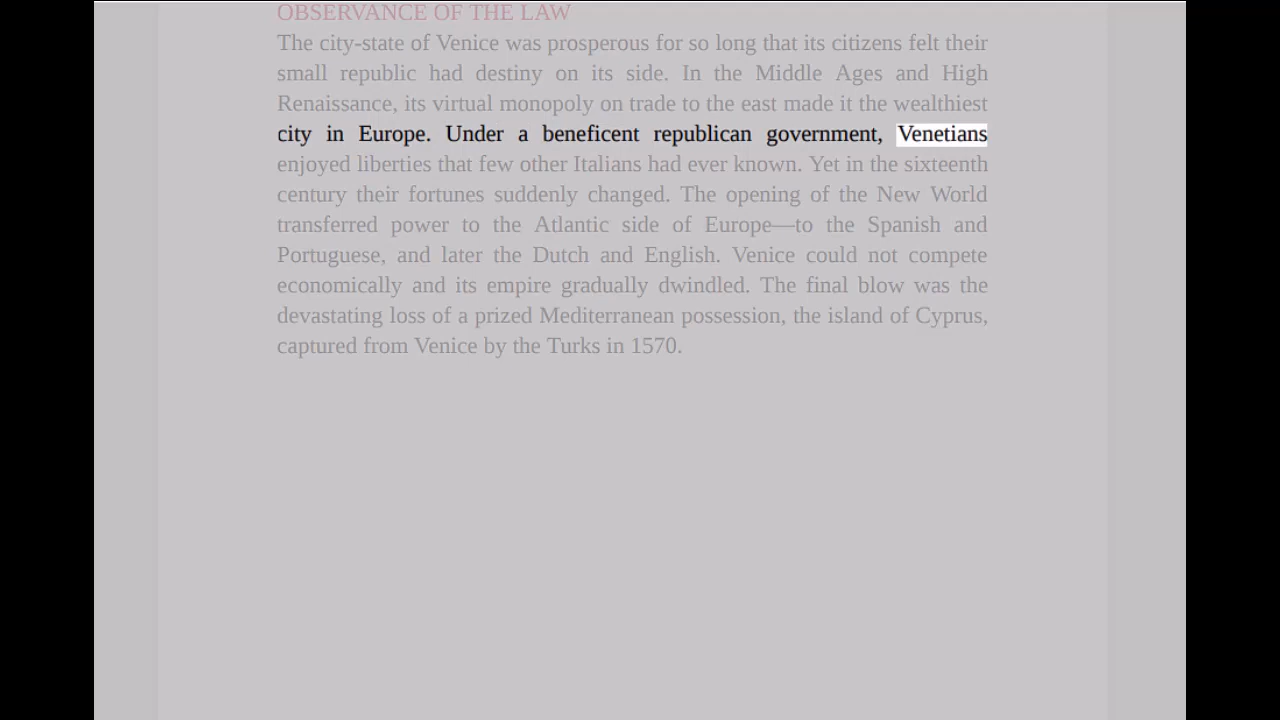 OBSERVANCE OF THE LAW
The city-state of Venice was prosperous for so long that its citizens felt their
small republic had destiny on its side. In the Middle Ages and High
Renaissance, its virtual monopoly on trade to the east made it the wealthiest
city in Europe. Under a beneficent republican government, Venetians
enjoyed liberties that few other Italians had ever known. Yet in the sixteenth
century their fortunes suddenly changed. The opening of the New World
transferred power to the Atlantic side of Europe—to the Spanish and
Portuguese, and later the Dutch and English. Venice could not compete
economically and its empire gradually dwindled. The final blow was the
devastating loss of a prized Mediterranean possession, the island of Cyprus,
captured from Venice by the Turks in 1570.